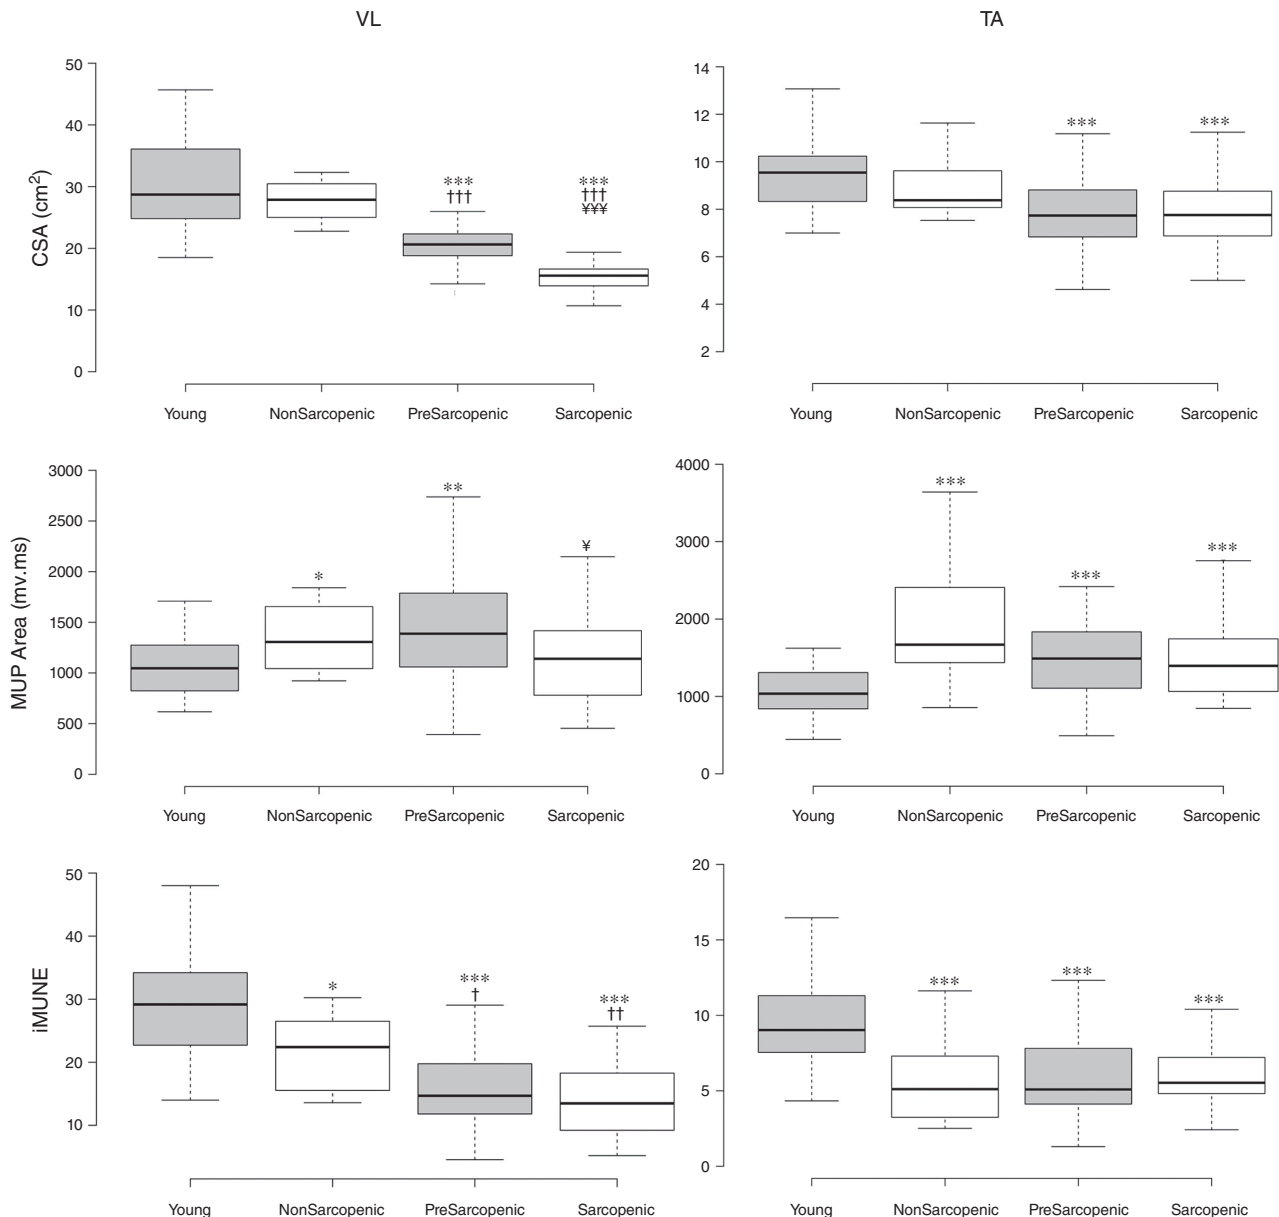 VL
TA
CSA (cm²)
50
40
30
20
10
0
***
†††
***
†††
¥¥¥
Young
NonSarcopenic
PreSarcopenic
Sarcopenic
14
12
10
8
6
4
2
***
***
Young
NonSarcopenic
PreSarcopenic
Sarcopenic
MUP Area (mv.ms)
3000
2500
2000
1500
1000
500
0
*
**
¥
Young
NonSarcopenic
PreSarcopenic
Sarcopenic
4000
3000
2000
1000
0
***
***
***
Young
NonSarcopenic
PreSarcopenic
Sarcopenic
iMUNE
50
40
30
20
10
*
***
†
***
††
Young
NonSarcopenic
PreSarcopenic
Sarcopenic
20
15
10
5
0
***
***
***
Young
NonSarcopenic
PreSarcopenic
Sarcopenic